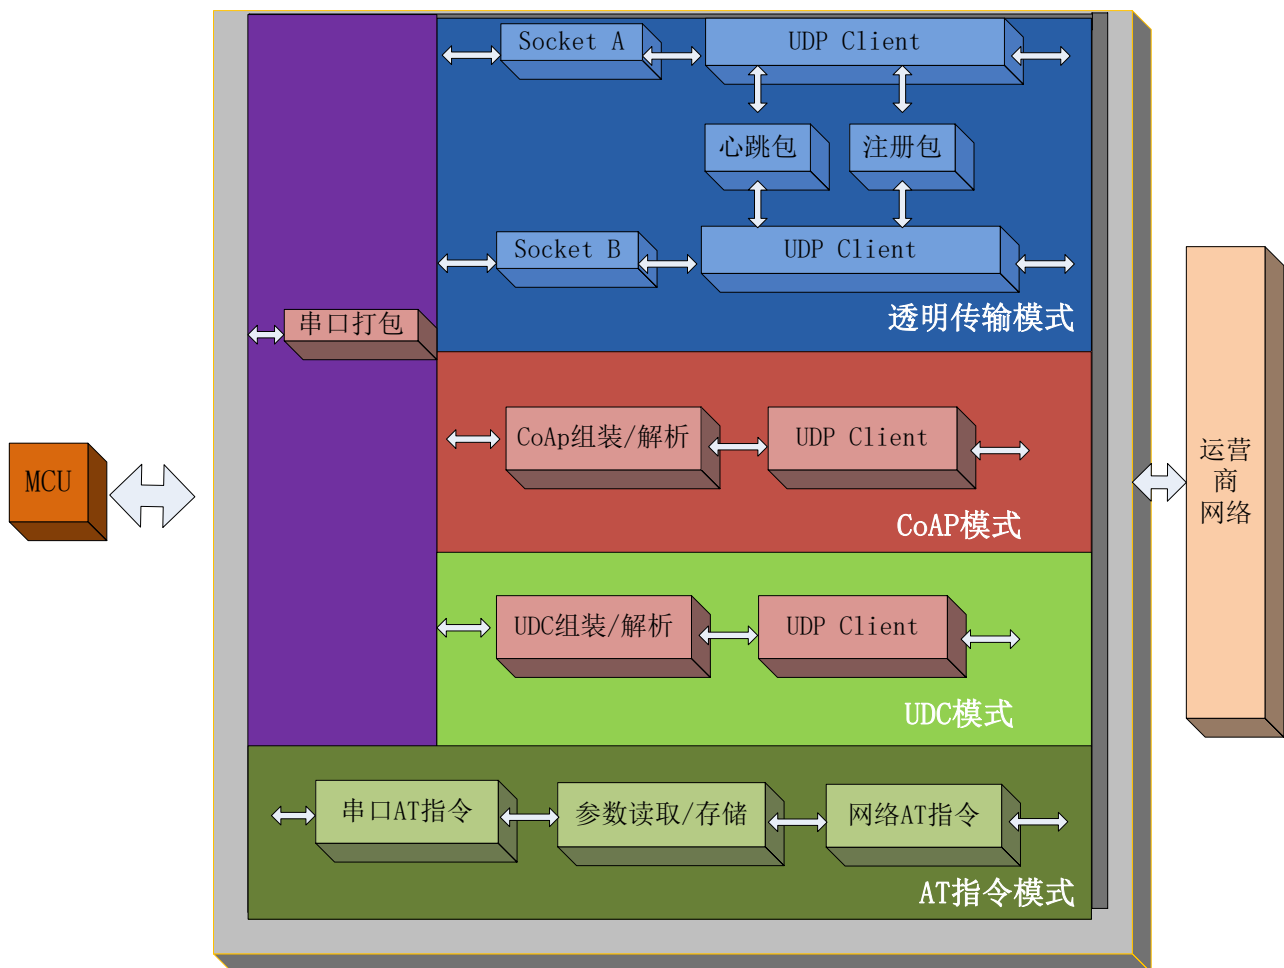 Socket A
UDP Client
心跳包
注册包
Socket B
UDP Client
透明传输模式
串口打包
CoAp组装/解析
UDP Client
CoAP模式
MCU
运营
商
网络
UDC组装/解析
UDP Client
UDC模式
串口AT指令
参数读取/存储
网络AT指令
AT指令模式